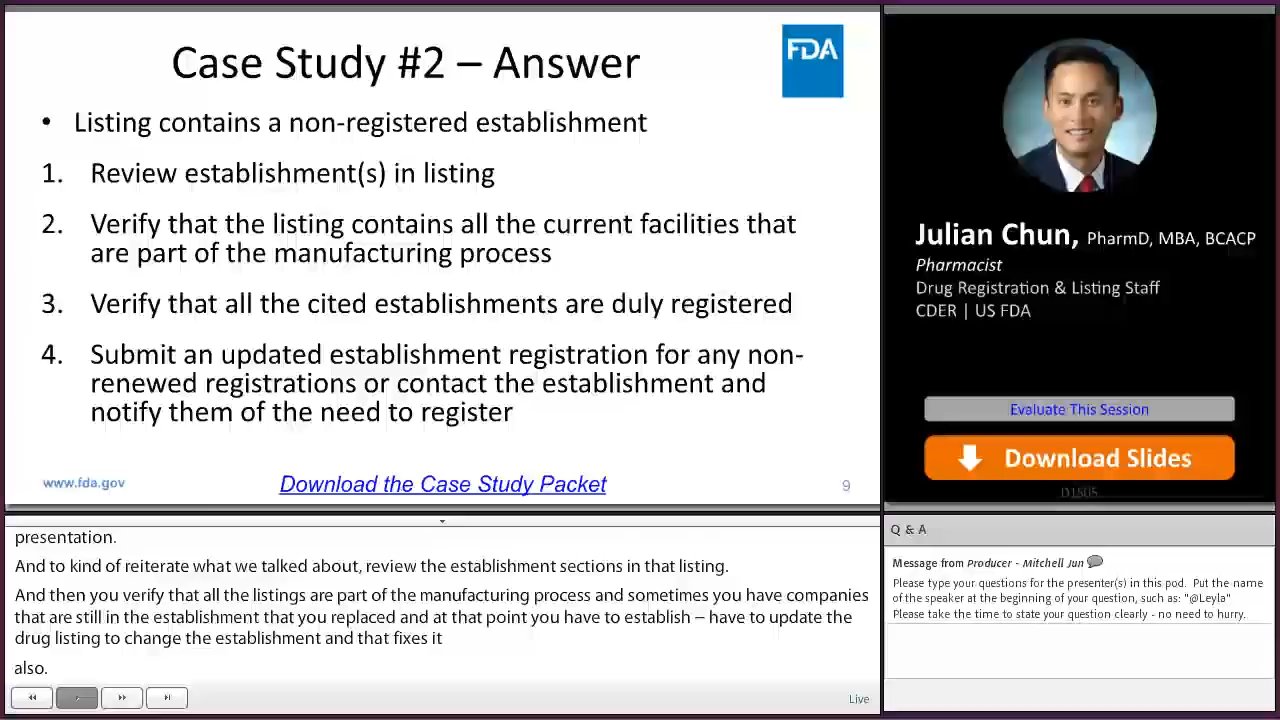 Case Study #2 – Answer
FDA
• Listing contains a non-registered establishment
1. Review establishment(s) in listing
2. Verify that the listing contains all the current facilities that
are part of the manufacturing process
3. Verify that all the cited establishments are duly registered
4. Submit an updated establishment registration for any non-
renewed registrations or contact the establishment and
notify them of the need to register
www.fda.gov
Download the Case Study Packet
9
Julian Chun, PharmD, MBA, BCACP
Pharmacist
Drug Registration & Listing Staff
CDER | US FDA
Evaluate This Session
Download Slides
D1505
presentation.
And to kind of reiterate what we talked about, review the establishment sections in that listing.
And then you verify that all the listings are part of the manufacturing process and sometimes you have companies
that are still in the establishment that you replaced and at that point you have to establish – have to update the
drug listing to change the establishment and that fixes it
also.
Live
Q & A
Message from Producer - Mitchell Jun
Please type your questions for the presenter(s) in this pod. Put the name
of the speaker at the beginning of your question, such as: "@Leyla"
Please take the time to state your question clearly - no need to hurry.